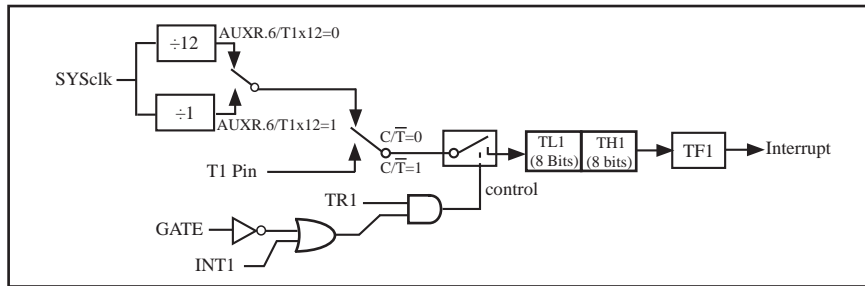 ÷12
AUXR.6/T1x12=0
SYSclk
÷1
AUXR.6/T1x12=1
C/T̅=0
C/T̅=1
T1 Pin
TL1
(8 Bits)
TH1
(8 bits)
TF1
Interrupt
control
TR1
GATE
INT1